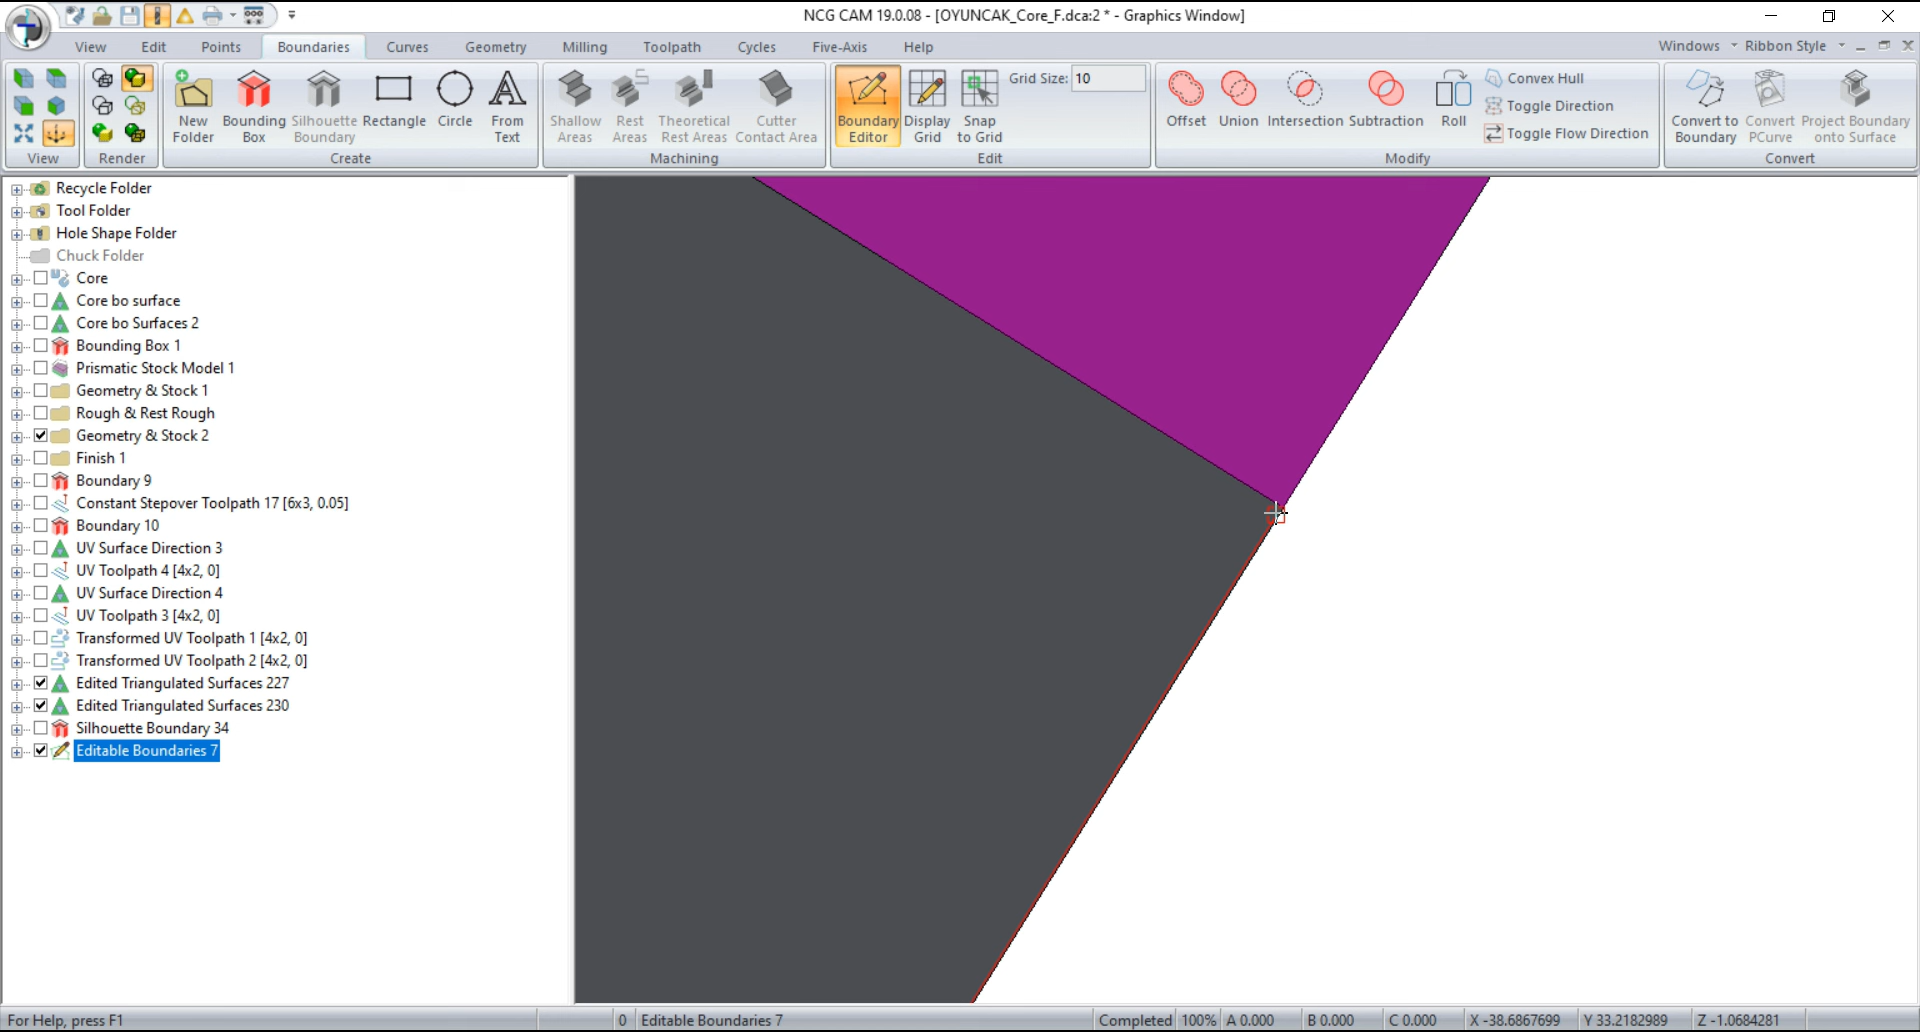 NCG CAM 19.0.08 - [OYUNCAK_Core_F.dca:2 * - Graphics Window]
View Edit Points Boundaries Curves Geometry Milling Toolpath Cycles Five-Axis Help Windows Ribbon Style
New Folder
Bounding Box
Silhouette Boundary
Rectangle
Circle
From Text
Shallow Areas
Rest Areas
Theoretical Rest Areas
Cutter Contact Area
Boundary Editor
Display Grid
Snap to Grid
Grid Size: 10
Offset
Union
Intersection
Subtraction
Roll
Convex Hull
Toggle Direction
Toggle Flow Direction
Convert to Boundary
Convert PCurve
Project Boundary onto Surface
View Render Create Machining Edit Modify Convert
Recycle Folder
Tool Folder
Hole Shape Folder
Chuck Folder
Core
Core bo surface
Core bo Surfaces 2
Bounding Box 1
Prismatic Stock Model 1
Geometry & Stock 1
Rough & Rest Rough
Geometry & Stock 2
Finish 1
Boundary 9
Constant Stepover Toolpath 17 [6x3, 0.05]
Boundary 10
UV Surface Direction 3
UV Toolpath 4 [4x2, 0]
UV Surface Direction 4
UV Toolpath 3 [4x2, 0]
Transformed UV Toolpath 1 [4x2, 0]
Transformed UV Toolpath 2 [4x2, 0]
Edited Triangulated Surfaces 227
Edited Triangulated Surfaces 230
Silhouette Boundary 34
Editable Boundaries 7
For Help, press F1 0 Editable Boundaries 7 Completed 100% A 0.000 B 0.000 C 0.000 X -38.6867699 Y 33.2182989 Z -1.0684281